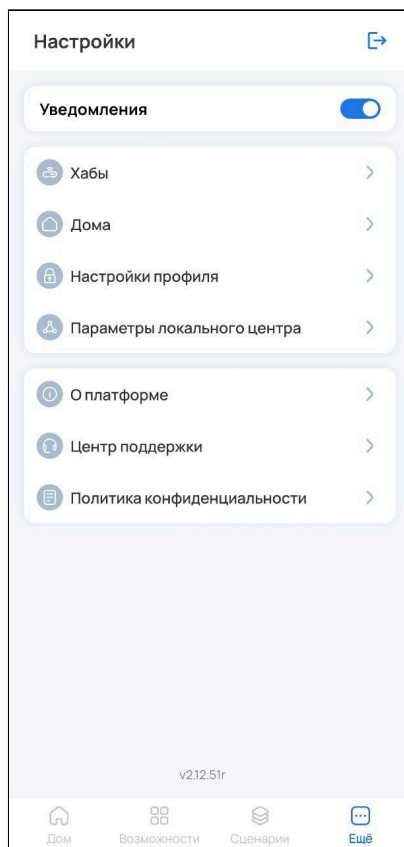 Настройки
Уведомления
Хабы
Дома
Настройки профиля
Параметры локального центра
О платформе
Центр поддержки
Политика конфиденциальности
v2.12.51r
Дом
Возможности
Сценарии
Ещё